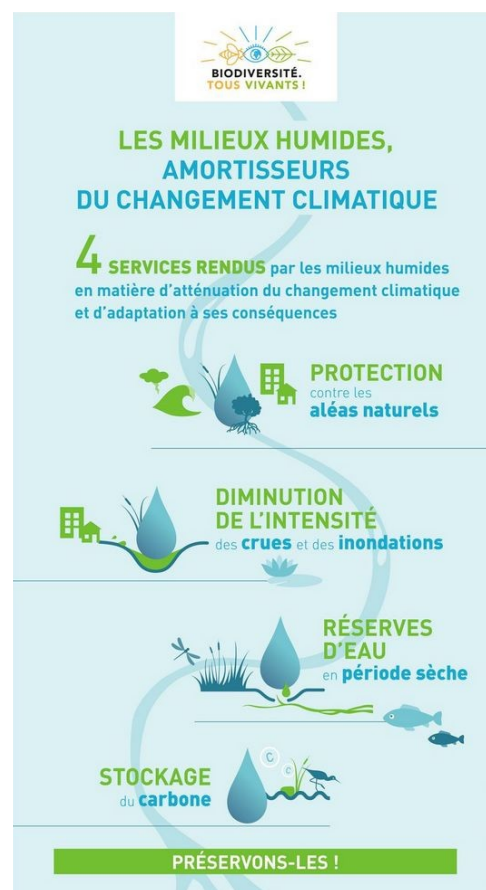 BIODIVERSITÉ.
TOUS VIVANTS !
LES MILIEUX HUMIDES,
AMORTISSEURS
DU CHANGEMENT CLIMATIQUE
4 SERVICES RENDUS par les milieux humides
en matière d'atténuation du changement climatique
et d'adaptation à ses conséquences
PROTECTION
contre les
aléas naturels
DIMINUTION
DE L'INTENSITÉ
des crues et des inondations
RÉSERVES
D'EAU
en période sèche
C
C
STOCKAGE
du carbone
PRÉSERVONS-LES !